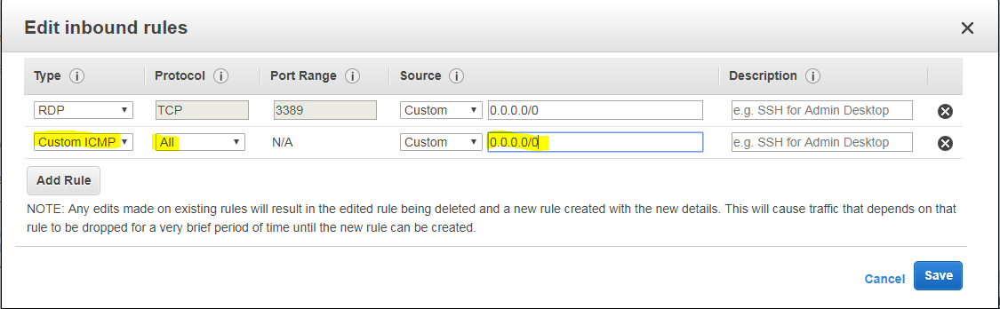 Edit inbound rules
Type Protocol Port Range Source Description
RDP TCP 3389 Custom 0.0.0.0/0 e.g. SSH for Admin Desktop
Custom ICMP All N/A Custom 0.0.0.0/0 e.g. SSH for Admin Desktop
Add Rule
NOTE: Any edits made on existing rules will result in the edited rule being deleted and a new rule created with the new details. This will cause traffic that depends on that
rule to be dropped for a very brief period of time until the new rule can be created.
Cancel Save